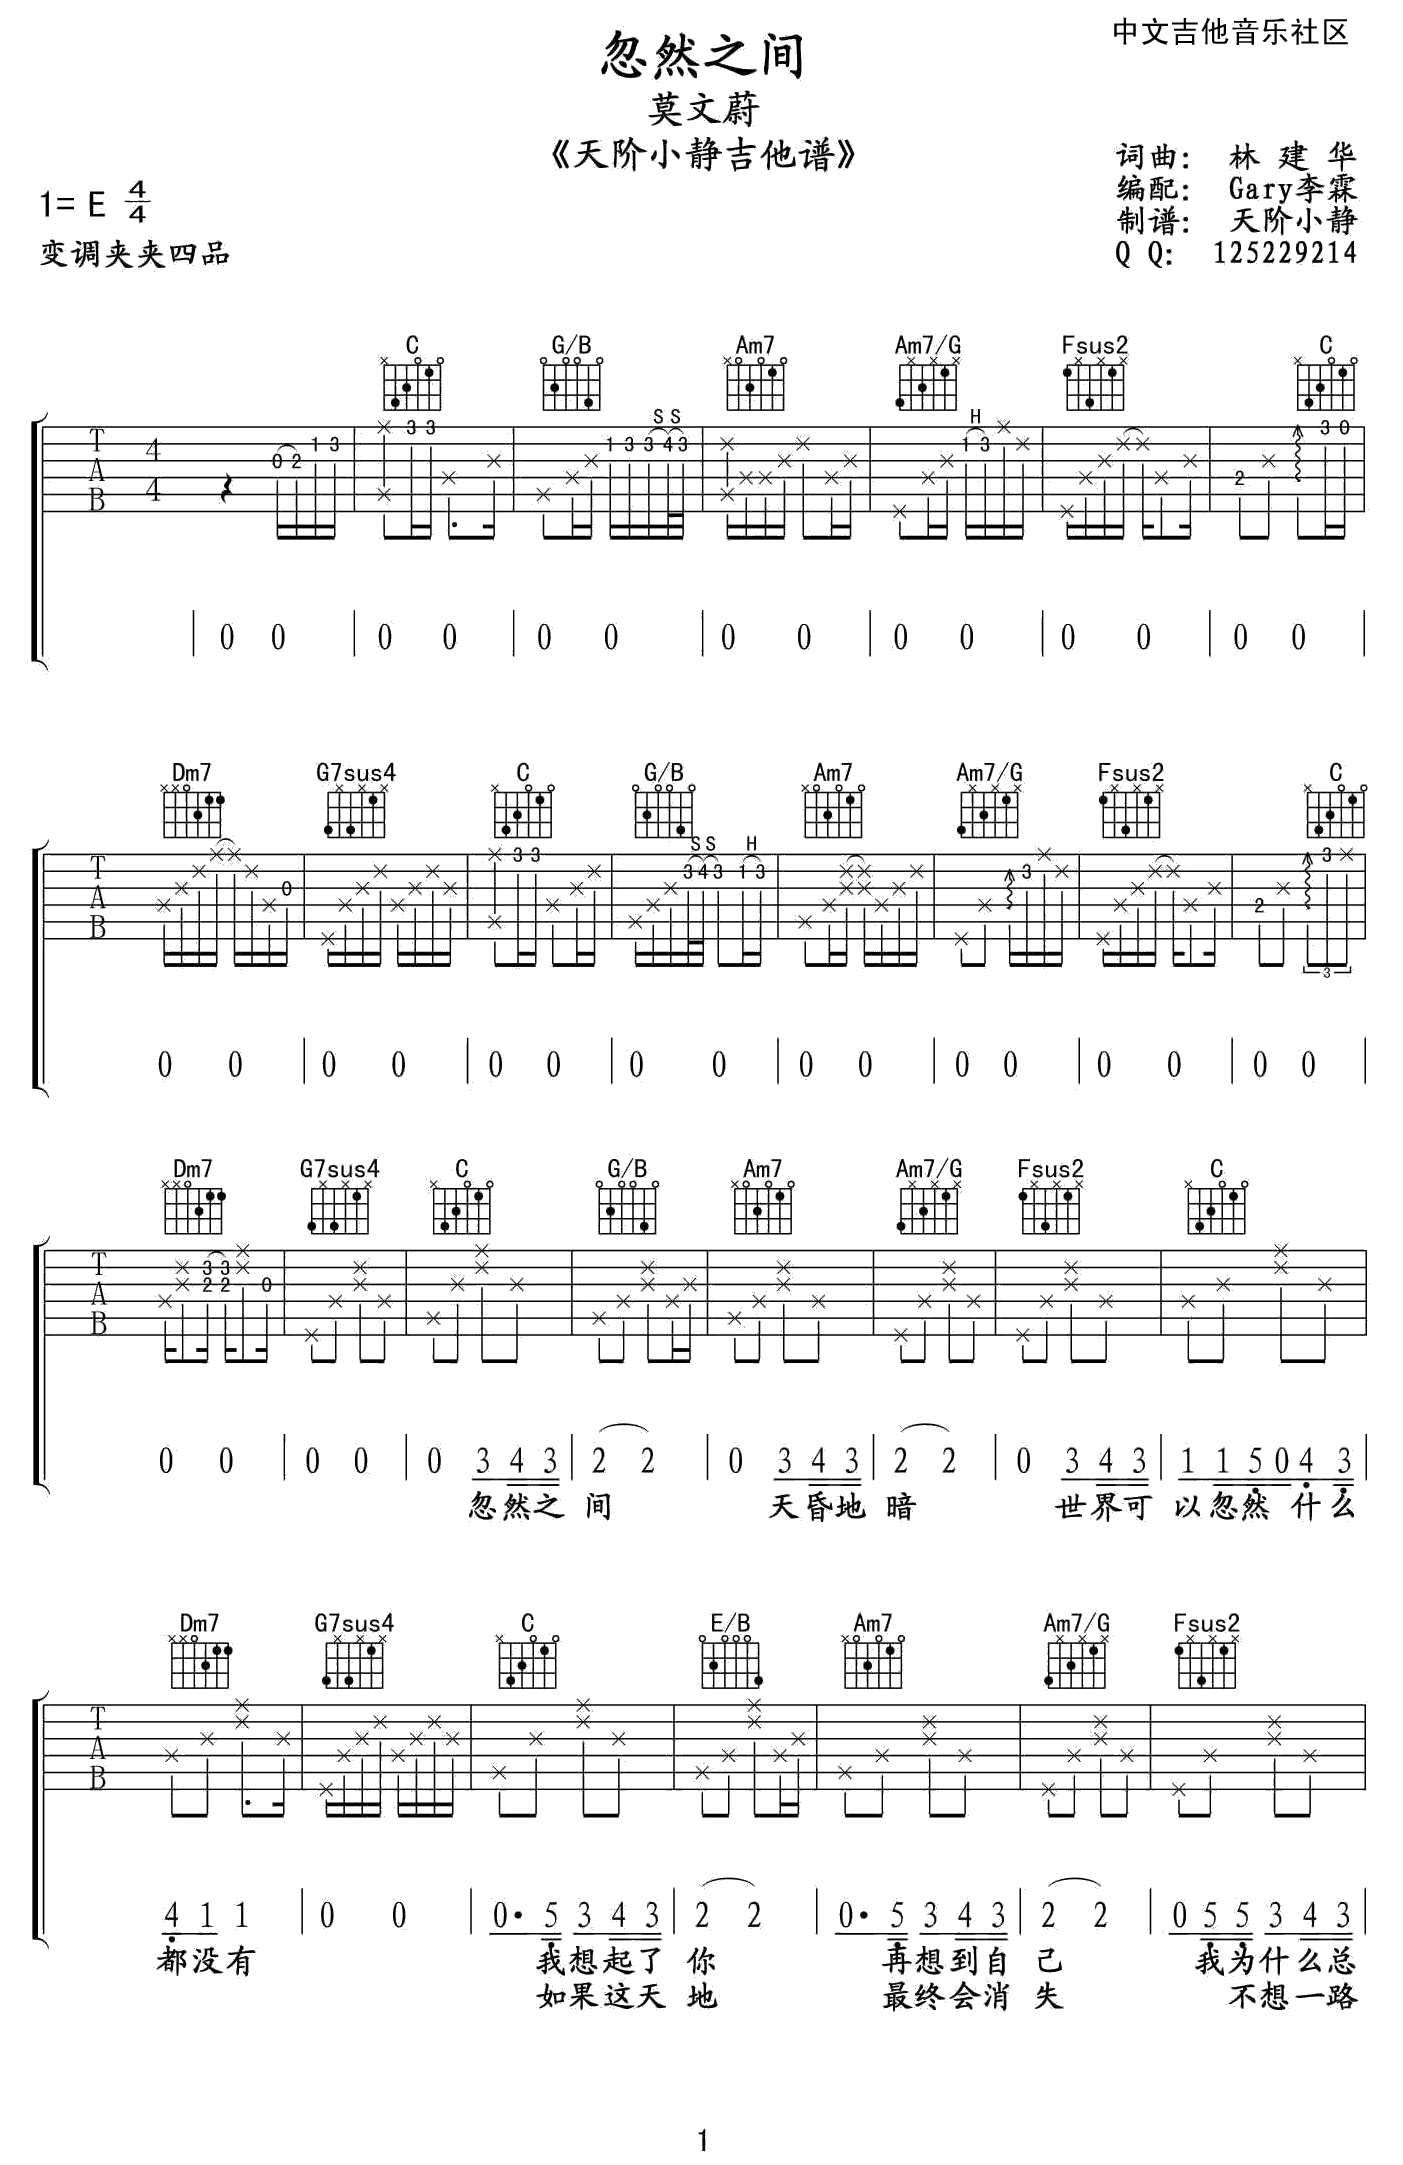 中文吉他音乐社区
忽然之间
莫文蔚
《天阶小静吉他谱》
词曲: 林 建 华
1= E 4/4
编配: Gary李霖
制谱: 天阶小静
变调夹夹四品
Q Q: 125229214
C G/B Am7 Am7/G Fsus2 C
S S H
T 4 0 2 1 3 3 3 1 3 3 4 3 1 3 2 3 0
A
B 4
0 0 | 0 0 | 0 0 | 0 0 | 0 0 | 0 0 | 0 0
Dm7 G7sus4 C G/B Am7 Am7/G Fsus2 C
S S H
T 0 3 3 3 4 3 1 3 3 2 3
A
B
3
0 0 | 0 0 | 0 0 | 0 0 | 0 0 | 0 0 | 0 0 | 0 0
Dm7 G7sus4 C G/B Am7 Am7/G Fsus2 C
T 3 3
A 2 2 0
B
0 0 | 0 0 | 0 3 4 3 | 2 2 | 0 3 4 3 | 2 2 | 0 3 4 3 | 1 1 5 0 4 3
忽然之 间 天昏地 暗 世界可 以忽然 什么
Dm7 G7sus4 C E/B Am7 Am7/G Fsus2
T
A
B
4 1 1 | 0 0 | 0· 5 3 4 3 | 2 2 | 0· 5 3 4 3 | 2 2 | 0 5 5 3 4 3
都没有 我想起了 你 再想到自 己 我为什么总
如果这天 地 最终会消 失 不想一路
1